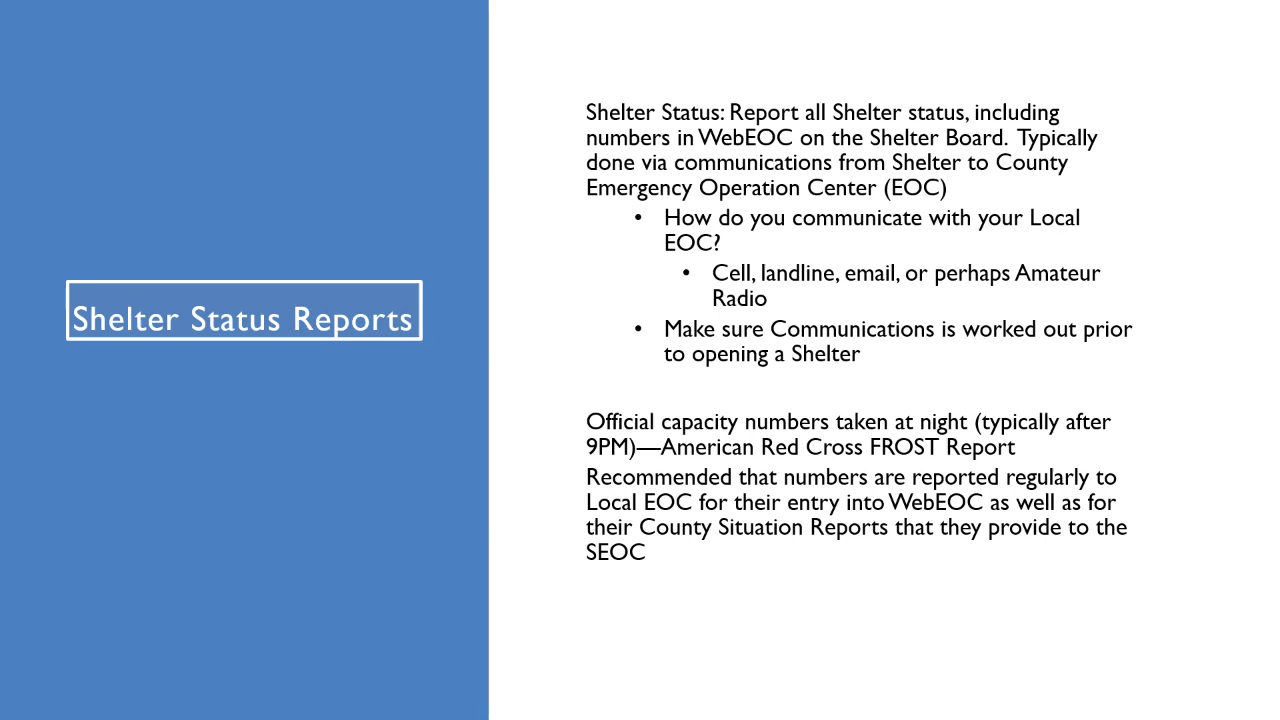 Shelter Status Reports
Shelter Status: Report all Shelter status, including
numbers in WebEOC on the Shelter Board. Typically
done via communications from Shelter to County
Emergency Operation Center (EOC)
• How do you communicate with your Local
EOC?
• Cell, landline, email, or perhaps Amateur
Radio
• Make sure Communications is worked out prior
to opening a Shelter
Official capacity numbers taken at night (typically after
9PM)—American Red Cross FROST Report
Recommended that numbers are reported regularly to
Local EOC for their entry into WebEOC as well as for
their County Situation Reports that they provide to the
SEOC